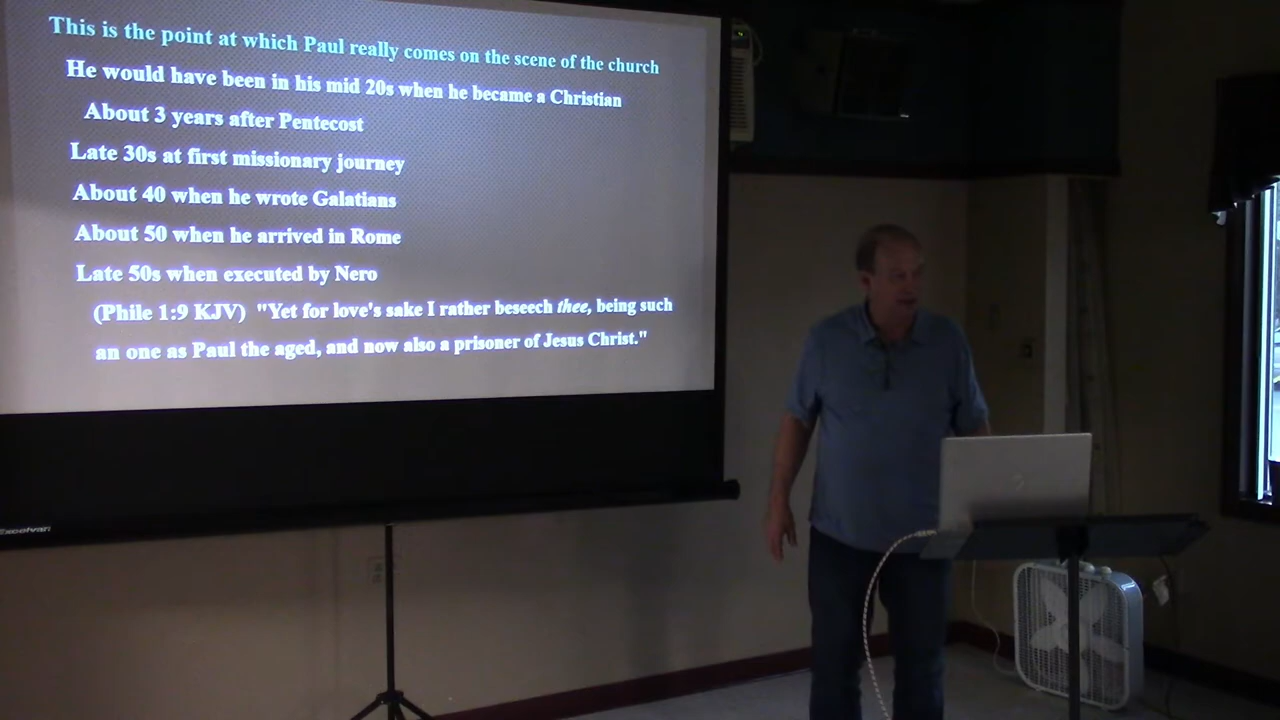 This is the point at which Paul really comes on the scene of the church
He would have been in his mid 20s when he became a Christian
About 3 years after Pentecost
Late 30s at first missionary journey
About 40 when he wrote Galatians
About 50 when he arrived in Rome
Late 50s when executed by Nero
(Phile 1:9 KJV) "Yet for love's sake I rather beseech thee, being such
an one as Paul the aged, and now also a prisoner of Jesus Christ."